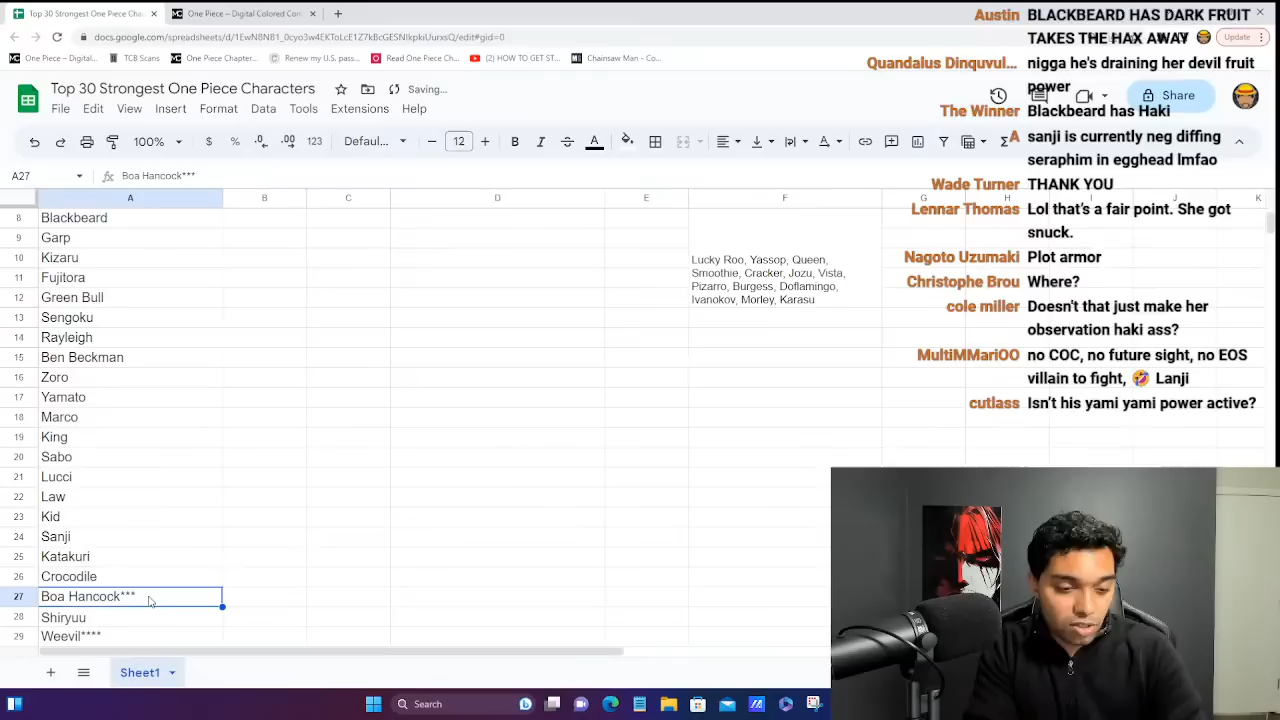 Top 30 Strongest One Piece Charac
One Piece – Digital Colored Con
docs.google.com/spreadsheets/d/
Update
One Piece – Digital...
TCB Scans
One Piece Chapter...
Renew my U.S. pass...
Read One Piece Ch...
(2) HOW TO GET ST...
Chainsaw Man - Co...
Top 30 Strongest One Piece Characters
Saving...
File Edit View Insert Format Data Tools Extensions Help
Share
100%
$ % .0 .00 123
Defaul...
12
B I A
A27
fx
Boa Hancock***
A B C D E F G H I J K
8 Blackbeard
9 Garp
10 Kizaru
11 Fujitora
12 Green Bull
13 Sengoku
14 Rayleigh
15 Ben Beckman
16 Zoro
17 Yamato
18 Marco
19 King
20 Sabo
21 Lucci
22 Law
23 Kid
24 Sanji
25 Katakuri
26 Crocodile
27 Boa Hancock***
28 Shiryuu
29 Weevil****
Lucky Roo, Yassop, Queen,
Smoothie, Cracker, Jozu, Vista,
Pizarro, Burgess, Doflamingo,
Ivanokov, Morley, Karasu
Austin BLACKBEARD HAS DARK FRUIT
TAKES THE HAX AWAY
Quandalus Dinquvul... nigga he's draining her devil fruit
power
The Winner Blackbeard has Haki
A sanji is currently neg diffing
seraphim in egghead lmfao
Wade Turner THANK YOU
Lennar Thomas Lol that's a fair point. She got
snuck.
Nagoto Uzumaki Plot armor
Christophe Brou Where?
cole miller Doesn't that just make her
observation haki ass?
MultiMMariOO no COC, no future sight, no EOS
villain to fight, 🤣 Lanji
cutlass Isn't his yami yami power active?
Sheet1
Search